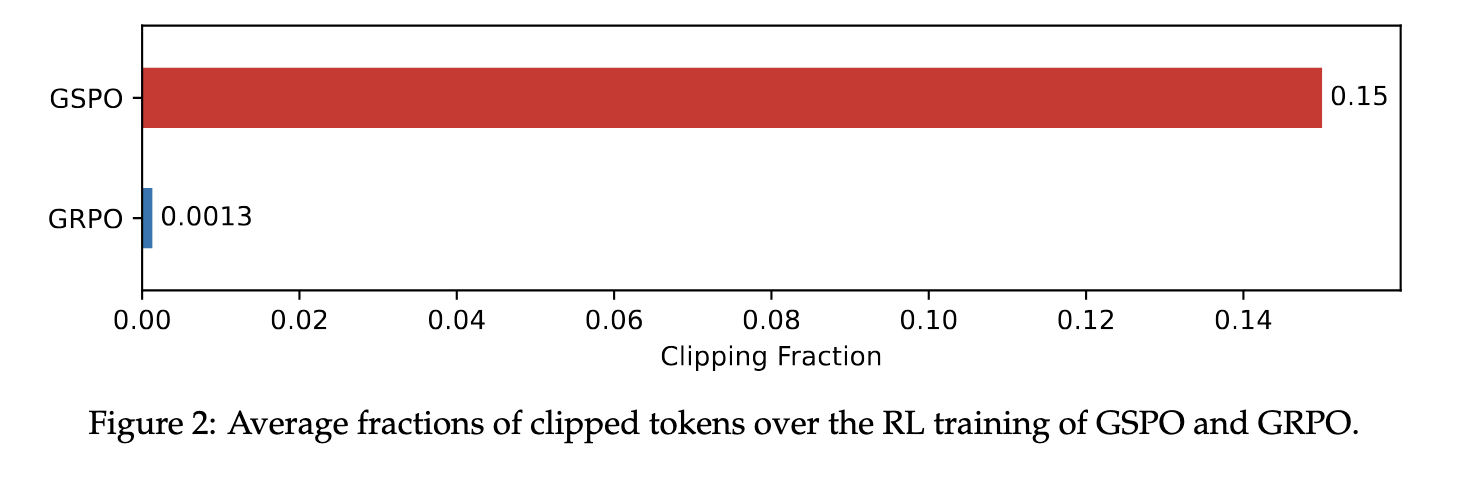 GSPO
0.15
GRPO
0.0013
0.00 0.02 0.04 0.06 0.08 0.10 0.12 0.14
Clipping Fraction
Figure 2: Average fractions of clipped tokens over the RL training of GSPO and GRPO.